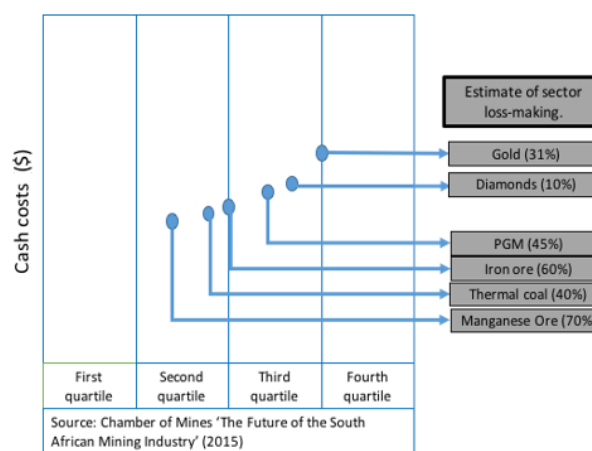 Cash costs ($)
Estimate of sector
loss-making.
Gold (31%)
Diamonds (10%)
PGM (45%)
Iron ore (60%)
Thermal coal (40%)
Manganese Ore (70%
First
quartile
Second
quartile
Third
quartile
Fourth
quartile
Source: Chamber of Mines ‘The Future of the South
African Mining Industry’ (2015)